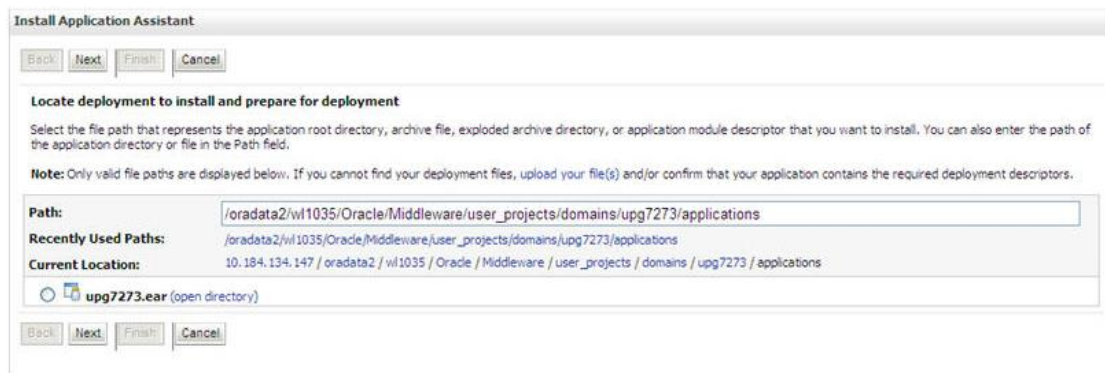 Install Application Assistant
Back Next Finish Cancel
Locate deployment to install and prepare for deployment
Select the file path that represents the application root directory, archive file, exploded archive directory, or application module descriptor that you want to install. You can also enter the path of
the application directory or file in the Path field.
Note: Only valid file paths are displayed below. If you cannot find your deployment files, upload your file(s) and/or confirm that your application contains the required deployment descriptors.
Path: /oradata2/wl1035/Oracle/Middleware/user_projects/domains/upg7273/applications
Recently Used Paths: /oradata2/wl1035/Oracle/Middleware/user_projects/domains/upg7273/applications
Current Location: 10.184.134.147 / oradata2 / wl1035 / Oracle / Middleware / user_projects / domains / upg7273 / applications
upg7273.ear (open directory)
Back Next Finish Cancel